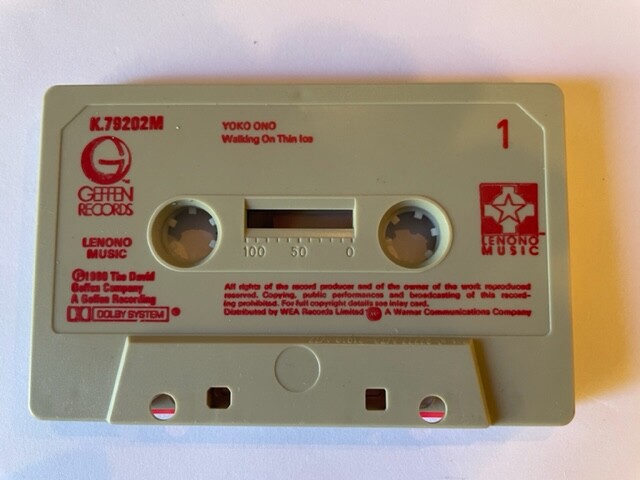 K.79202M
YOKO ONO
Walking On Thin Ice
1
GEFFEN
RECORDS
LENONO
MUSIC
100 50 0
LENONO
MUSIC
Ⓟ1980 The David
Geffen Company
A Geffen Recording
DOLBY SYSTEM®
All rights of the record producer and of the owner of the work reproduced
reserved. Copying, public performances and broadcasting of this record-
ing prohibited. For full copyright details see inlay card.
Distributed by WEA Records Limited A Warner Communications Company